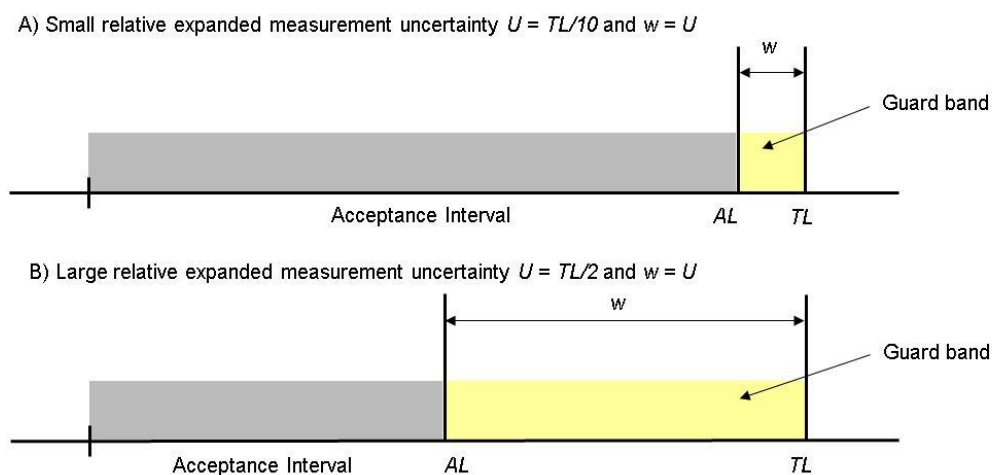 A) Small relative expanded measurement uncertainty U = TL/10 and w = U
w
Guard band
Acceptance Interval
AL
TL
B) Large relative expanded measurement uncertainty U = TL/2 and w = U
w
Guard band
Acceptance Interval
AL
TL